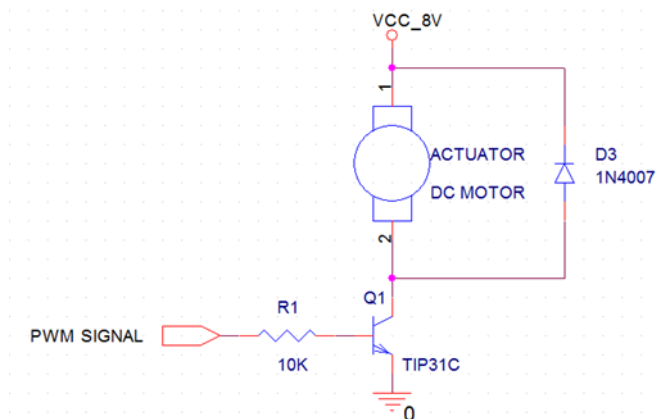 VCC_8V
1
ACTUATOR
DC MOTOR
D3
1N4007
2
Q1
R1
PWM SIGNAL
10K
TIP31C
0